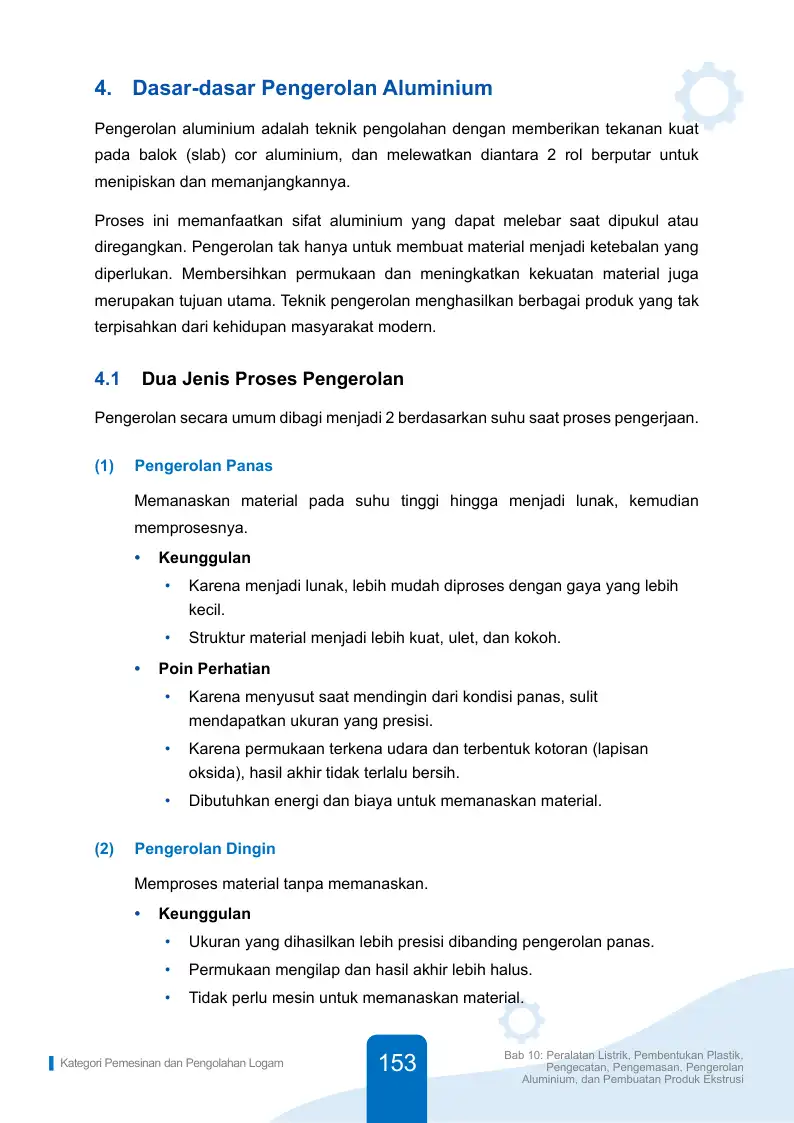 4. Dasar-dasar Pengerolan Aluminium
Pengerolan aluminium adalah teknik pengolahan dengan memberikan tekanan kuat
pada balok (slab) cor aluminium, dan melewatkan diantara 2 rol berputar untuk
menipiskan dan memanjangkannya.
Proses ini memanfaatkan sifat aluminium yang dapat melebar saat dipukul atau
diregangkan. Pengerolan tak hanya untuk membuat material menjadi ketebalan yang
diperlukan. Membersihkan permukaan dan meningkatkan kekuatan material juga
merupakan tujuan utama. Teknik pengerolan menghasilkan berbagai produk yang tak
terpisahkan dari kehidupan masyarakat modern.
4.1 Dua Jenis Proses Pengerolan
Pengerolan secara umum dibagi menjadi 2 berdasarkan suhu saat proses pengerjaan.
(1) Pengerolan Panas
Memanaskan material pada suhu tinggi hingga menjadi lunak, kemudian
memprosesnya.
• Keunggulan
• Karena menjadi lunak, lebih mudah diproses dengan gaya yang lebih
kecil.
• Struktur material menjadi lebih kuat, ulet, dan kokoh.
• Poin Perhatian
• Karena menyusut saat mendingin dari kondisi panas, sulit
mendapatkan ukuran yang presisi.
• Karena permukaan terkena udara dan terbentuk kotoran (lapisan
oksida), hasil akhir tidak terlalu bersih.
• Dibutuhkan energi dan biaya untuk memanaskan material.
(2) Pengerolan Dingin
Memproses material tanpa memanaskan.
• Keunggulan
• Ukuran yang dihasilkan lebih presisi dibanding pengerolan panas.
• Permukaan mengilap dan hasil akhir lebih halus.
• Tidak perlu mesin untuk memanaskan material.
Kategori Pemesinan dan Pengolahan Logam
153
Bab 10: Peralatan Listrik, Pembentukan Plastik,
Pengecatan, Pengemasan, Pengerolan
Aluminium, dan Pembuatan Produk Ekstrusi